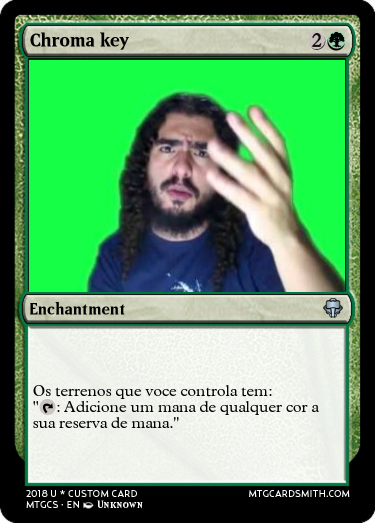 Chroma key 2
Enchantment
Os terrenos que voce controla tem:
": Adicione um mana de qualquer cor a
sua reserva de mana."
2018 U * CUSTOM CARD
MTGCS · EN Unknown
MTGCARDSMITH.COM